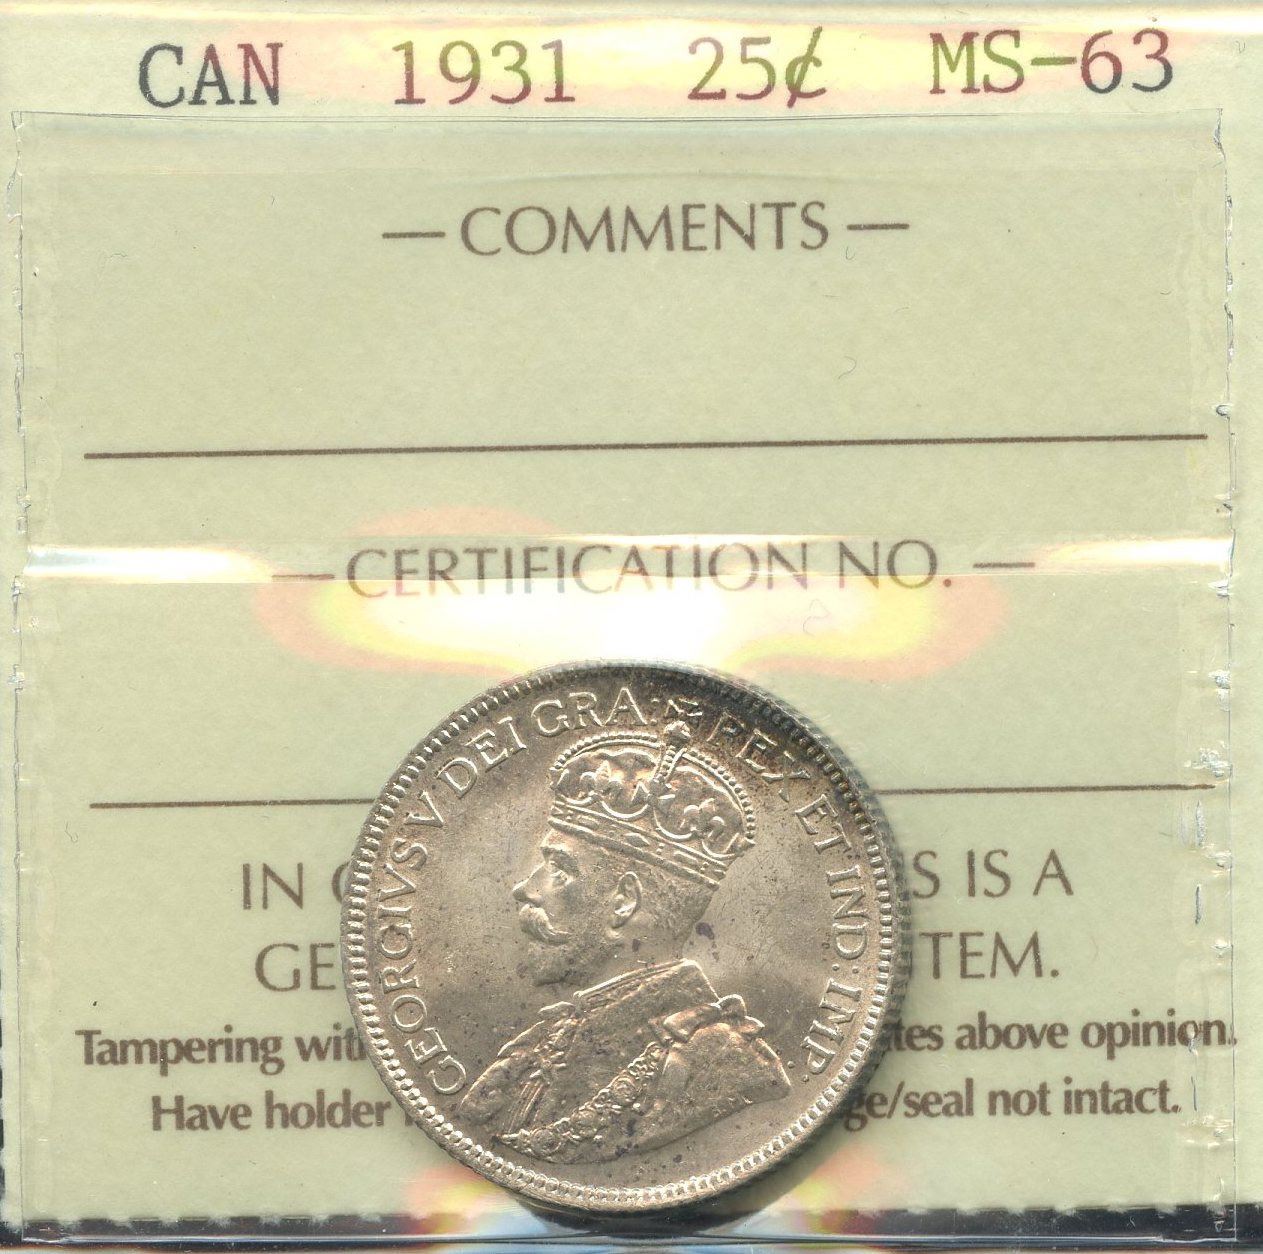 CAN 1931 25¢ MS-63
—COMMENTS—
—CERTIFICATION NO.—
GEORGIVS V DEI GRA: REX ET IND: IMP:
IN S IS A
GE TEM.
Tampering with tes above opinion.
Have holder ge/seal not intact.